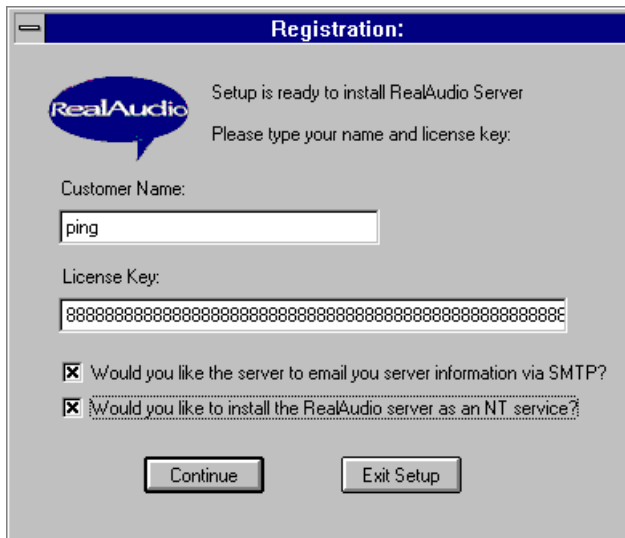 Registration:
RealAudio
Setup is ready to install RealAudio Server
Please type your name and license key:
Customer Name:
ping
License Key:
8888888888888888888888888888888888888888888888888888
Would you like the server to email you server information via SMTP?
Would you like to install the RealAudio server as an NT service?
Continue Exit Setup